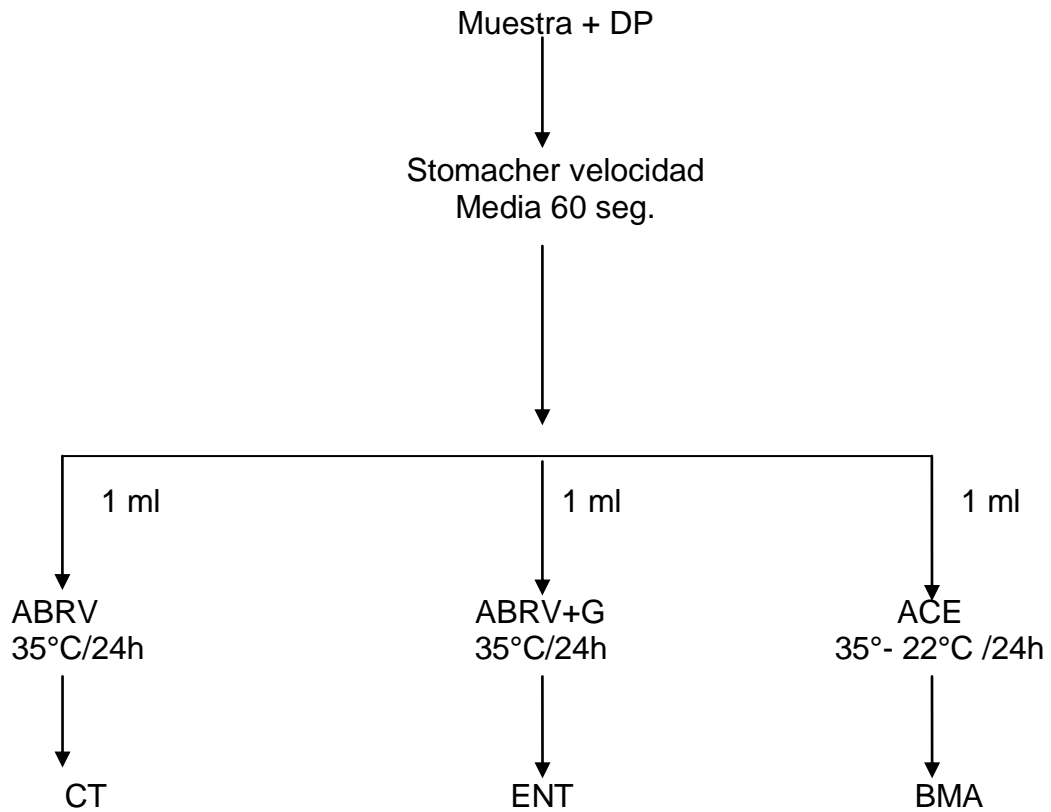 Muestra + DP
Stomacher velocidad
Media 60 seg.
1 ml
1 ml
1 ml
ABRV
35°C/24h
ABRV+G
35°C/24h
ACE
35°- 22°C /24h
CT
ENT
BMA